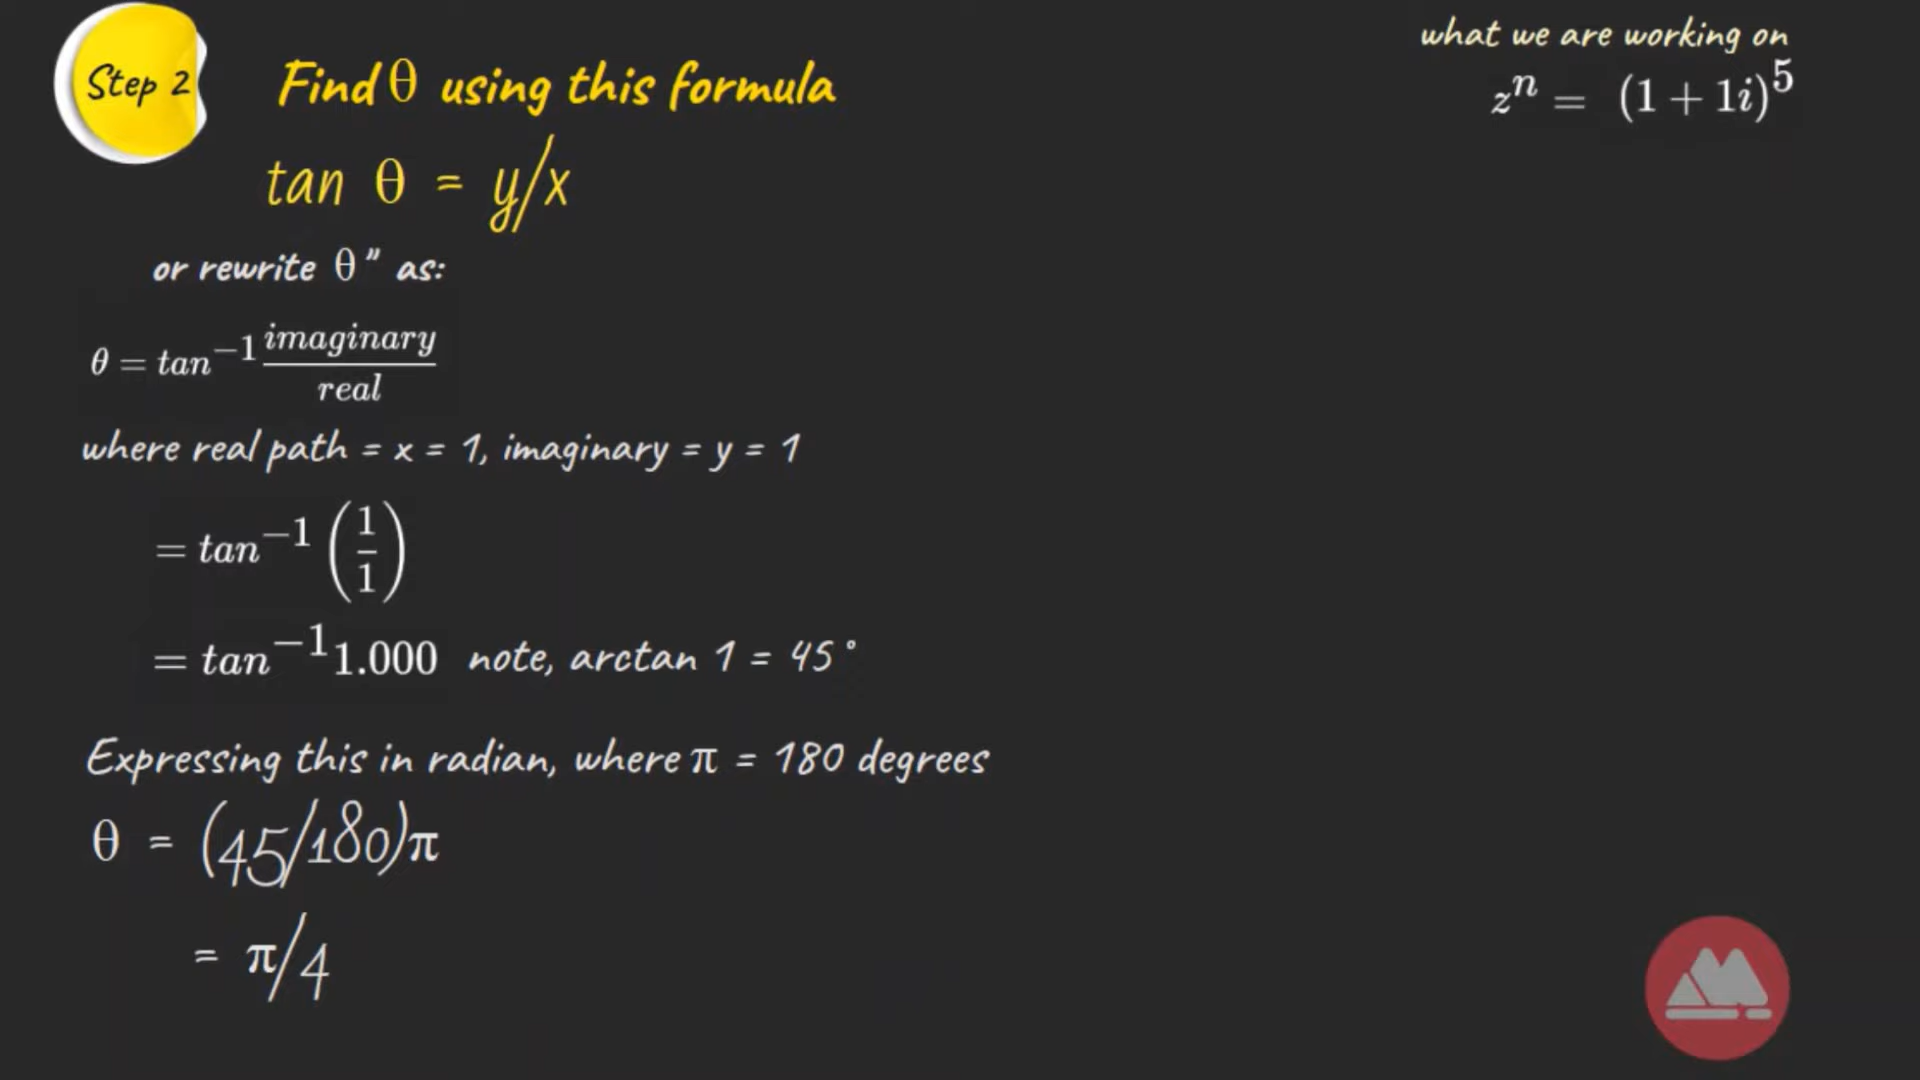 Step 2
Find θ using this formula
what we are working on
zⁿ = (1 + 1i)⁵
tan θ = y/x
or rewrite θ " as:
θ = tan⁻¹ imaginary/real
where real path = x = 1, imaginary = y = 1
= tan⁻¹ (1/1)
= tan⁻¹1.000 note, arctan 1 = 45°
Expressing this in radian, where π = 180 degrees
θ = (45/180)π
= π/4